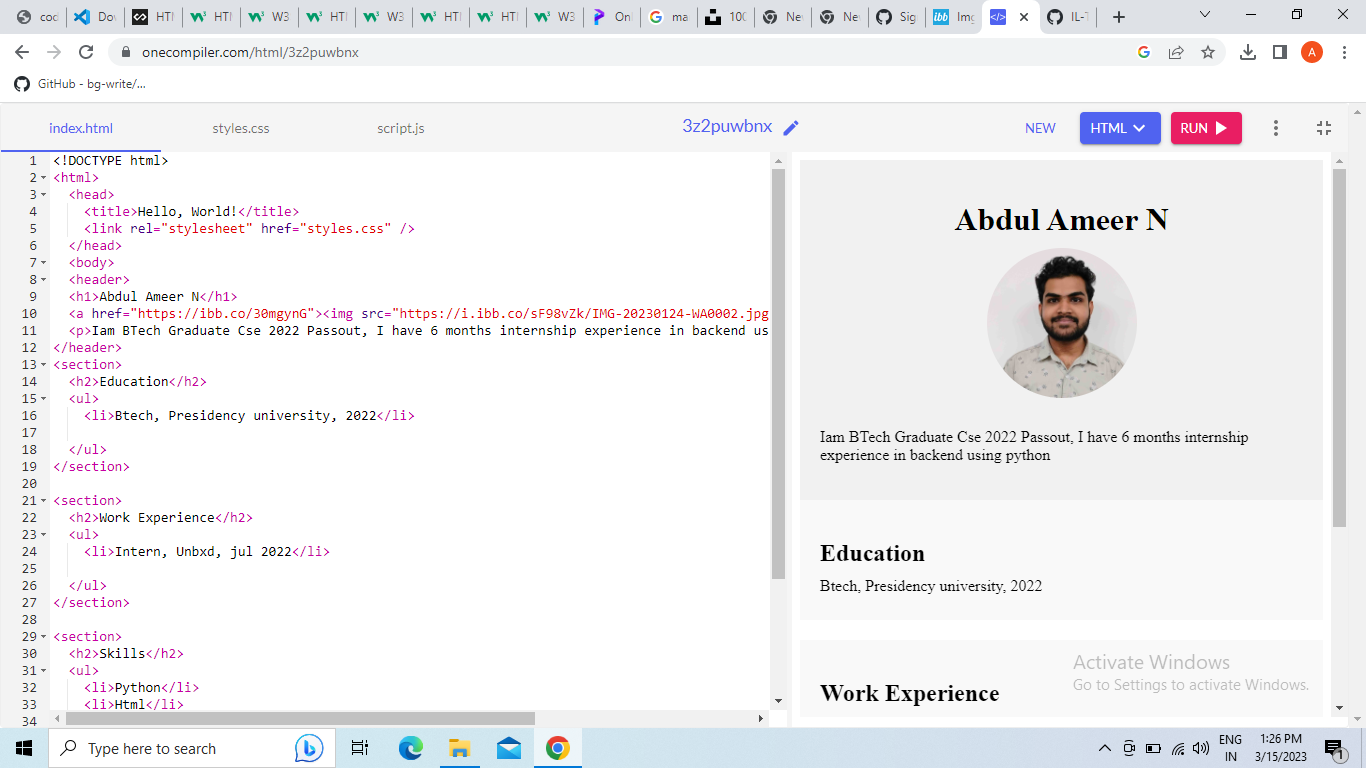 coc
Dov
HTI
HTI
W3
HTI
W3
HTI
HTI
W3
Onl
ma
100
Nev
Nev
Sig
Img
IL-T
onecompiler.com/html/3z2puwbnx
A
GitHub - bg-write/...
index.html
styles.css
script.js
3z2puwbnx
NEW
HTML
RUN
1 <!DOCTYPE html>
2 <html>
3 <head>
4 <title>Hello, World!</title>
5 <link rel="stylesheet" href="styles.css" />
6 </head>
7 <body>
8 <header>
9 <h1>Abdul Ameer N</h1>
10 <a href="https://ibb.co/30mgynG"><img src="https://i.ibb.co/sF98vZk/IMG-20230124-WA0002.jpg
11 <p>Iam BTech Graduate Cse 2022 Passout, I have 6 months internship experience in backend us
12 </header>
13 <section>
14 <h2>Education</h2>
15 <ul>
16 <li>Btech, Presidency university, 2022</li>
17
18 </ul>
19 </section>
20
21 <section>
22 <h2>Work Experience</h2>
23 <ul>
24 <li>Intern, Unbxd, jul 2022</li>
25
26 </ul>
27 </section>
28
29 <section>
30 <h2>Skills</h2>
31 <ul>
32 <li>Python</li>
33 <li>Html</li>
34
Abdul Ameer N
Iam BTech Graduate Cse 2022 Passout, I have 6 months internship
experience in backend using python
Education
Btech, Presidency university, 2022
Work Experience
Activate Windows
Go to Settings to activate Windows.
Type here to search
ENG
IN
1:26 PM
3/15/2023
1